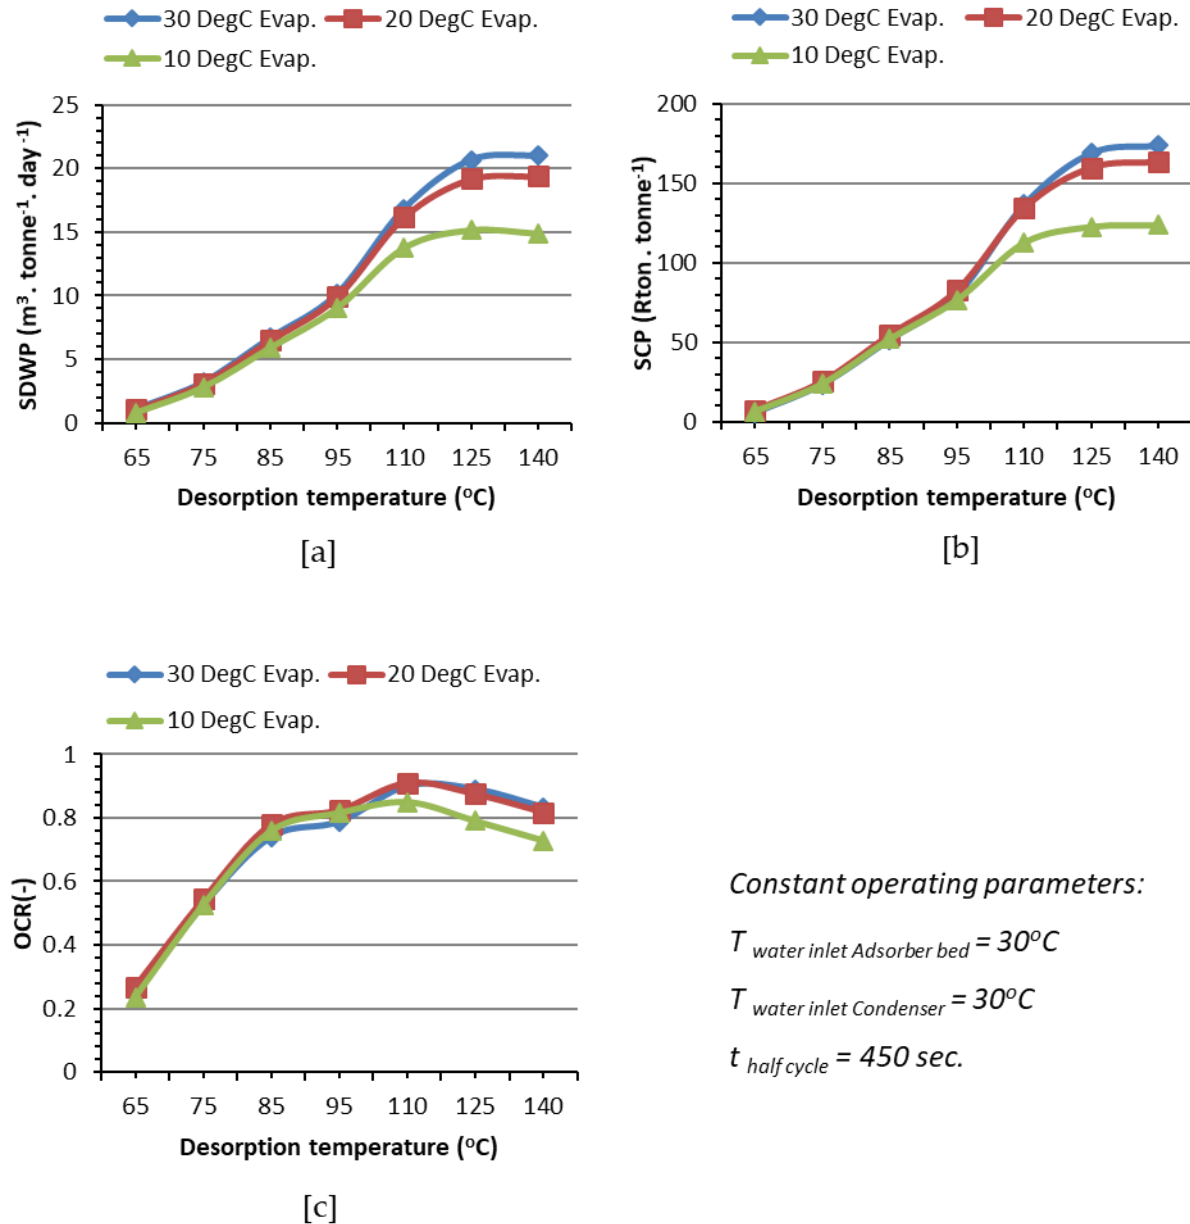 30 DegC Evap. 20 DegC Evap.
10 DegC Evap.
SDWP (m³ . tonne⁻¹. day⁻¹)
25
20
15
10
5
0
65 75 85 95 110 125 140
Desorption temperature (°C)
[a]
30 DegC Evap. 20 DegC Evap.
10 DegC Evap.
SCP (Rton . tonne⁻¹)
200
150
100
50
0
65 75 85 95 110 125 140
Desorption temperature (°C)
[b]
30 DegC Evap. 20 DegC Evap.
10 DegC Evap.
OCR(-)
1
0.8
0.6
0.4
0.2
0
65 75 85 95 110 125 140
Desorption temperature (°C)
[c]
Constant operating parameters:
T water inlet Adsorber bed = 30°C
T water inlet Condenser = 30°C
t half cycle = 450 sec.